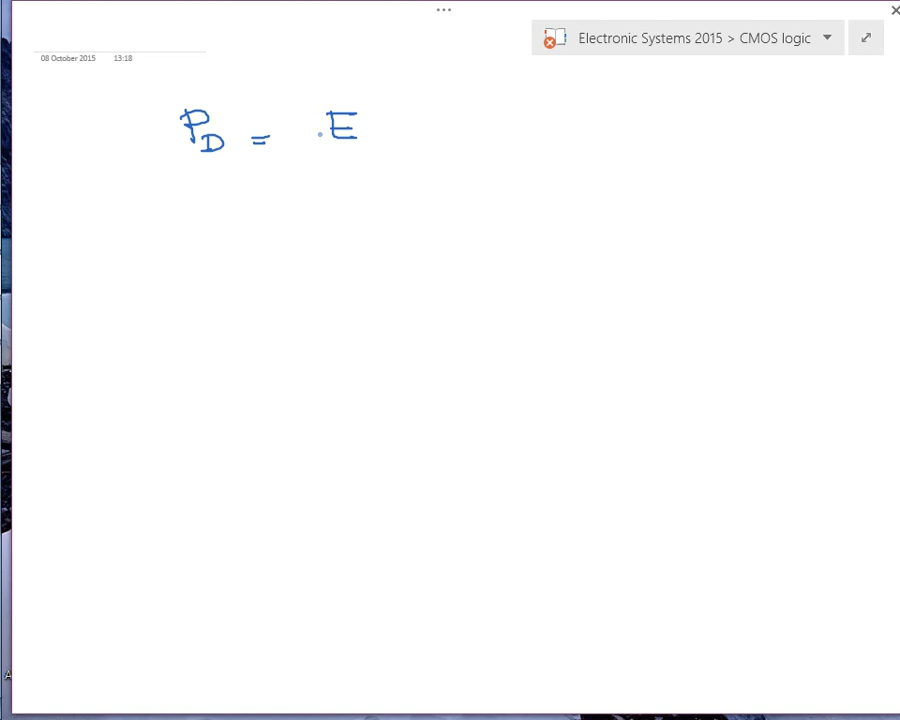 ...
Electronic Systems 2015 > CMOS logic
08 October 2015 13:18
P_D = .E
A